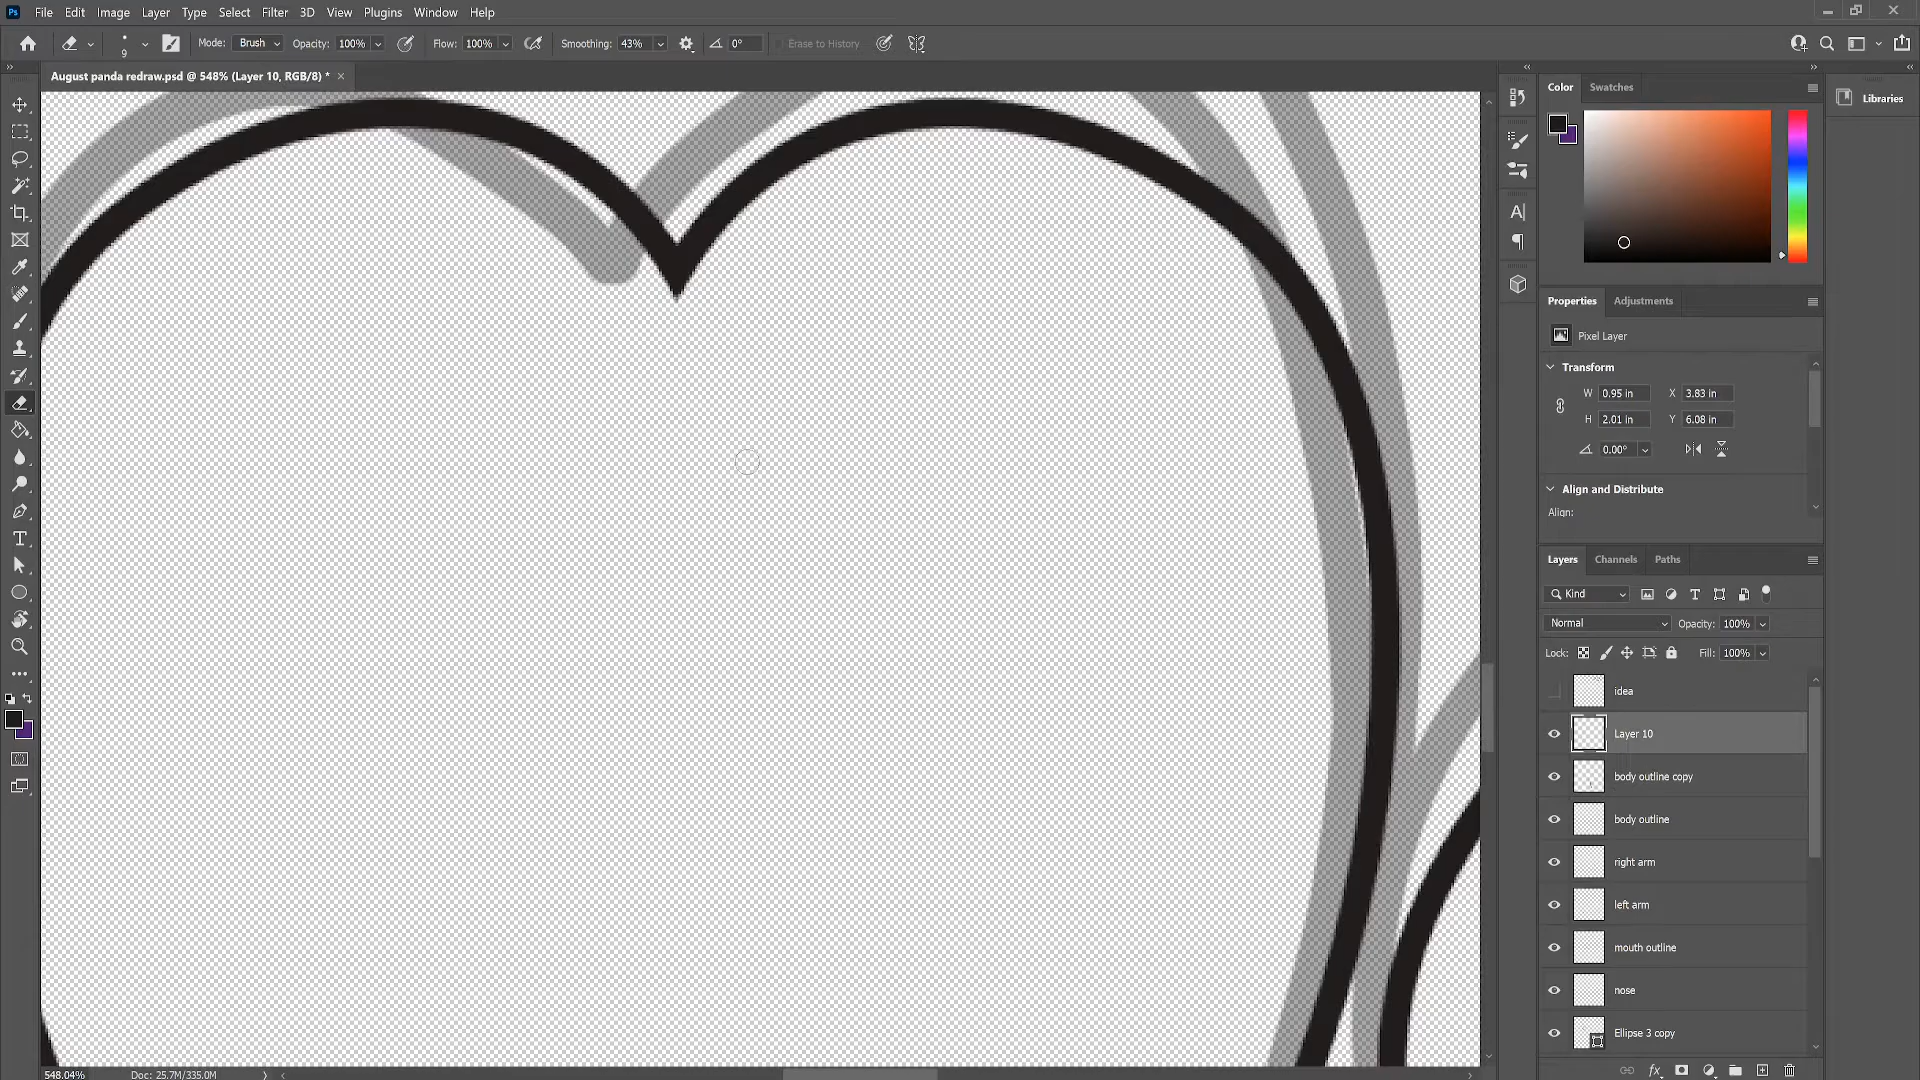 Ps File Edit Image Layer Type Select Filter 3D View Plugins Window Help
9 Mode: Brush Opacity: 100% Flow: 100% Smoothing: 43% 0° Erase to History
August panda redraw.psd @ 548% (Layer 10, RGB/8) * ×
Color Swatches
Libraries
Properties Adjustments
Pixel Layer
Transform
W 0.95 in X 3.83 in
H 2.01 in Y 6.08 in
0.00°
Align and Distribute
Align:
Layers Channels Paths
Kind
Normal Opacity: 100%
Lock: Fill: 100%
idea
Layer 10
body outline copy
body outline
right arm
left arm
mouth outline
nose
Ellipse 3 copy
548.04% Doc: 25.7M/335.0M